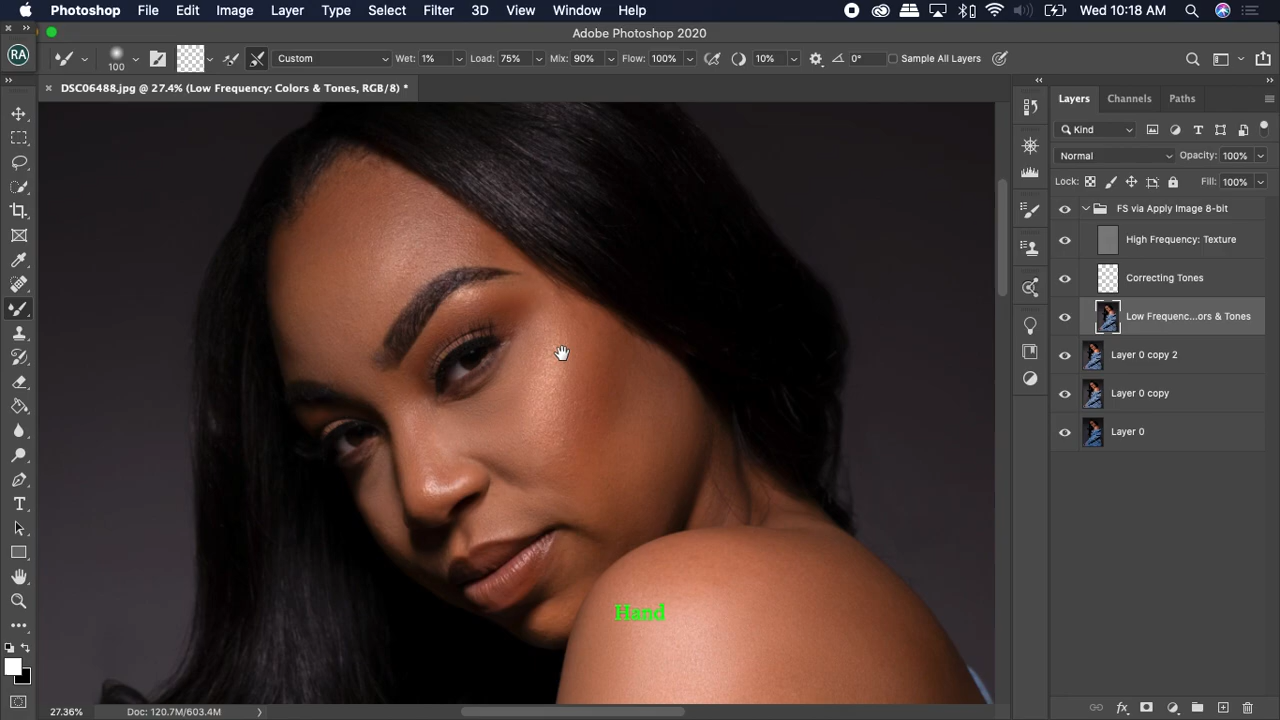 Photoshop File Edit Image Layer Type Select Filter 3D View Window Help Wed 10:18 AM
Adobe Photoshop 2020
RA 100 Custom Wet: 1% Load: 75% Mix: 90% Flow: 100% 10% 0° Sample All Layers
DSC06488.jpg @ 27.4% (Low Frequency: Colors & Tones, RGB/8) *
Layers Channels Paths
Kind
Normal Opacity: 100%
Lock: Fill: 100%
FS via Apply Image 8-bit
High Frequency: Texture
Correcting Tones
Low Frequenc...ors & Tones
Layer 0 copy 2
Layer 0 copy
Layer 0
Hand
27.36% Doc: 120.7M/603.4M